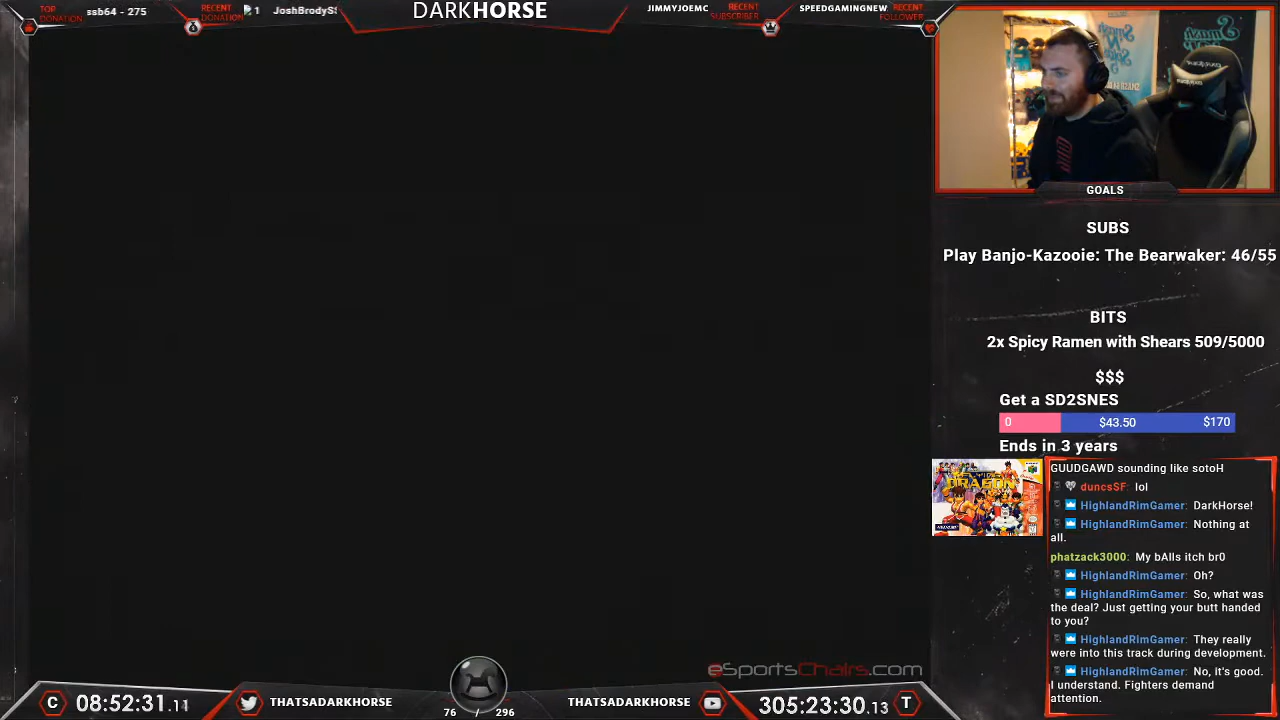 TOP
DONATION
ssb64 - 275
RECENT
DONATION
1
JoshBrodyS
DARKHORSE
JIMMYJOEMC
RECENT
SUBSCRIBER
SPEEDGAMINGNEW
RECENT
FOLLOWER
GOALS
SUBS
Play Banjo-Kazooie: The Bearwaker: 46/55
BITS
2x Spicy Ramen with Shears 509/5000
$$$
Get a SD2SNES
0 $43.50 $170
Ends in 3 years
DRAGON
GUUDGAWD sounding like sotoH
duncsSF: lol
HighlandRimGamer: DarkHorse!
HighlandRimGamer: Nothing at
all.
phatzack3000: My bAlls itch br0
HighlandRimGamer: Oh?
HighlandRimGamer: So, what was
the deal? Just getting your butt handed
to you?
HighlandRimGamer: They really
were into this track during development.
HighlandRimGamer: No, it's good.
I understand. Fighters demand
attention.
eSportsChairs.com
C 08:52:31.11
THATSADARKHORSE
76 / 296
THATSADARKHORSE
305:23:30.13 T